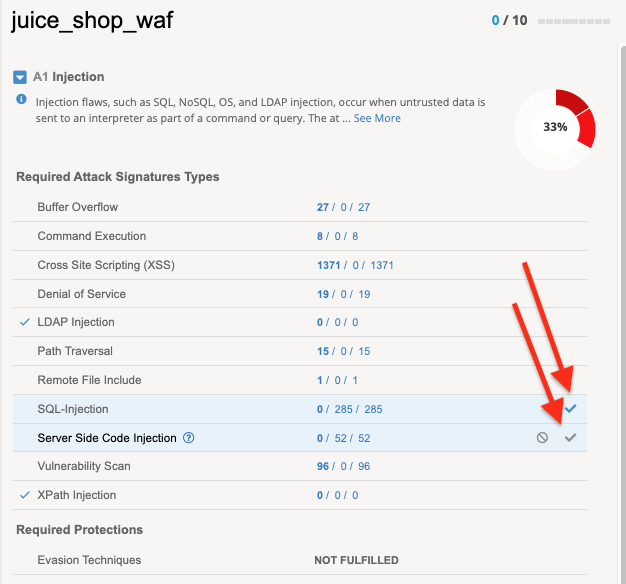 juice_shop_waf
0 / 10
A1 Injection
Injection flaws, such as SQL, NoSQL, OS, and LDAP injection, occur when untrusted data is
sent to an interpreter as part of a command or query. The at ... See More
33%
Required Attack Signatures Types
Buffer Overflow 27 / 0 / 27
Command Execution 8 / 0 / 8
Cross Site Scripting (XSS) 1371 / 0 / 1371
Denial of Service 19 / 0 / 19
LDAP Injection 0 / 0 / 0
Path Traversal 15 / 0 / 15
Remote File Include 1 / 0 / 1
SQL-Injection 0 / 285 / 285
Server Side Code Injection 0 / 52 / 52
Vulnerability Scan 96 / 0 / 96
XPath Injection 0 / 0 / 0
Required Protections
Evasion Techniques NOT FULFILLED